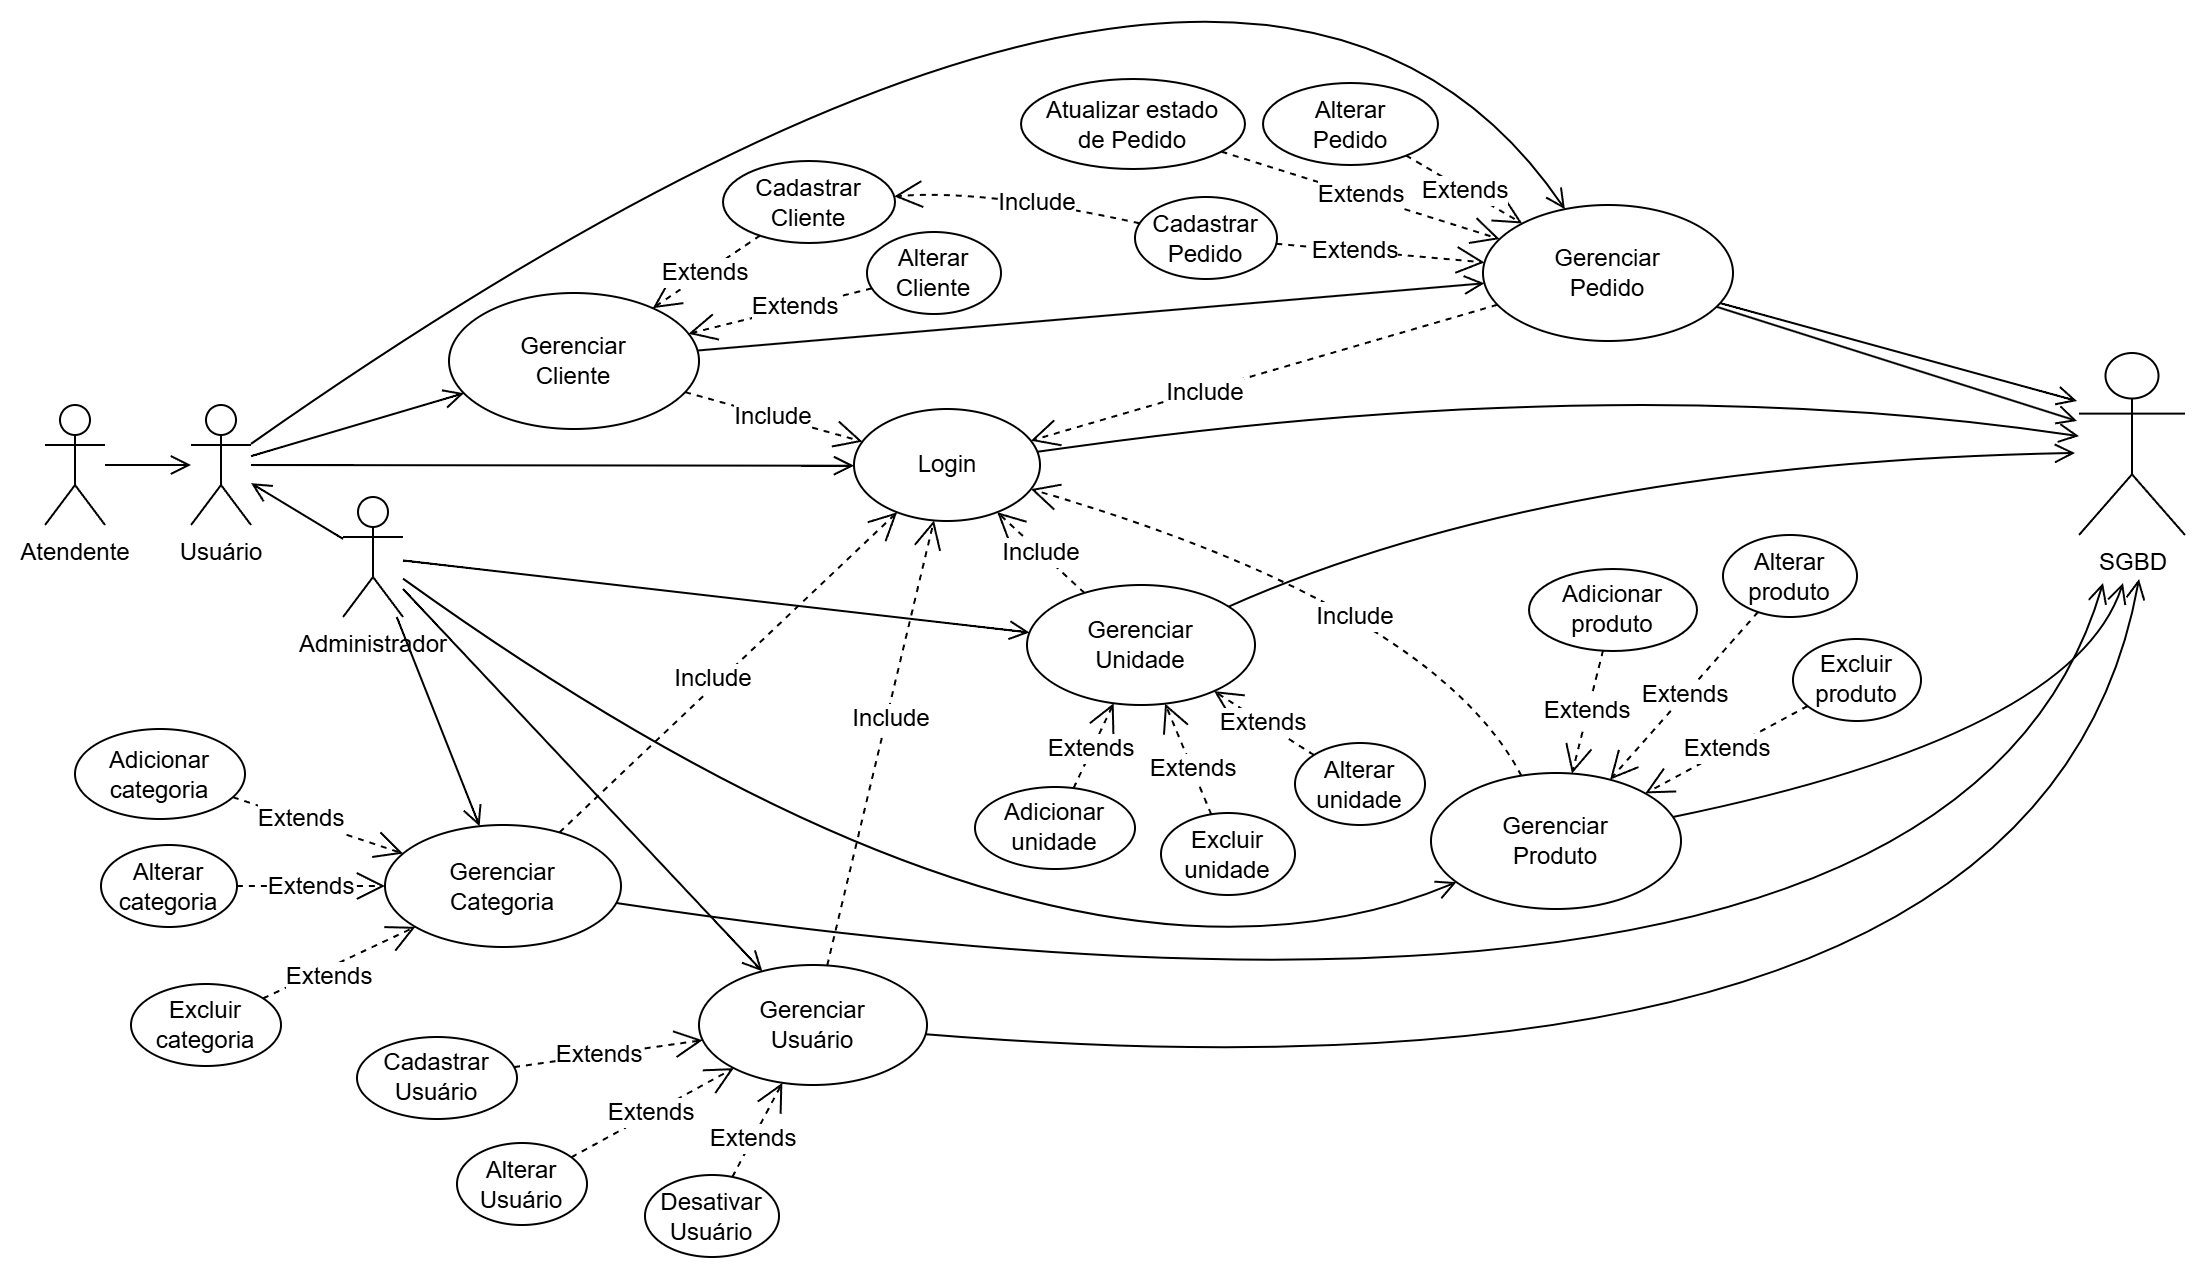 Atualizar estado
de Pedido
Alterar
Pedido
Cadastrar
Cliente
Include
Extends
Extends
Cadastrar
Pedido
Extends
Gerenciar
Pedido
Alterar
Cliente
Extends
Extends
Gerenciar
Cliente
Include
Include
Login
Atendente
Usuário
Administrador
SGBD
Include
Gerenciar
Unidade
Include
Adicionar
produto
Alterar
produto
Excluir
produto
Extends
Extends
Extends
Include
Include
Extends
Extends
Extends
Adicionar
unidade
Excluir
unidade
Alterar
unidade
Gerenciar
Produto
Adicionar
categoria
Extends
Alterar
categoria
Extends
Gerenciar
Categoria
Extends
Excluir
categoria
Gerenciar
Usuário
Cadastrar
Usuário
Extends
Extends
Extends
Alterar
Usuário
Desativar
Usuário